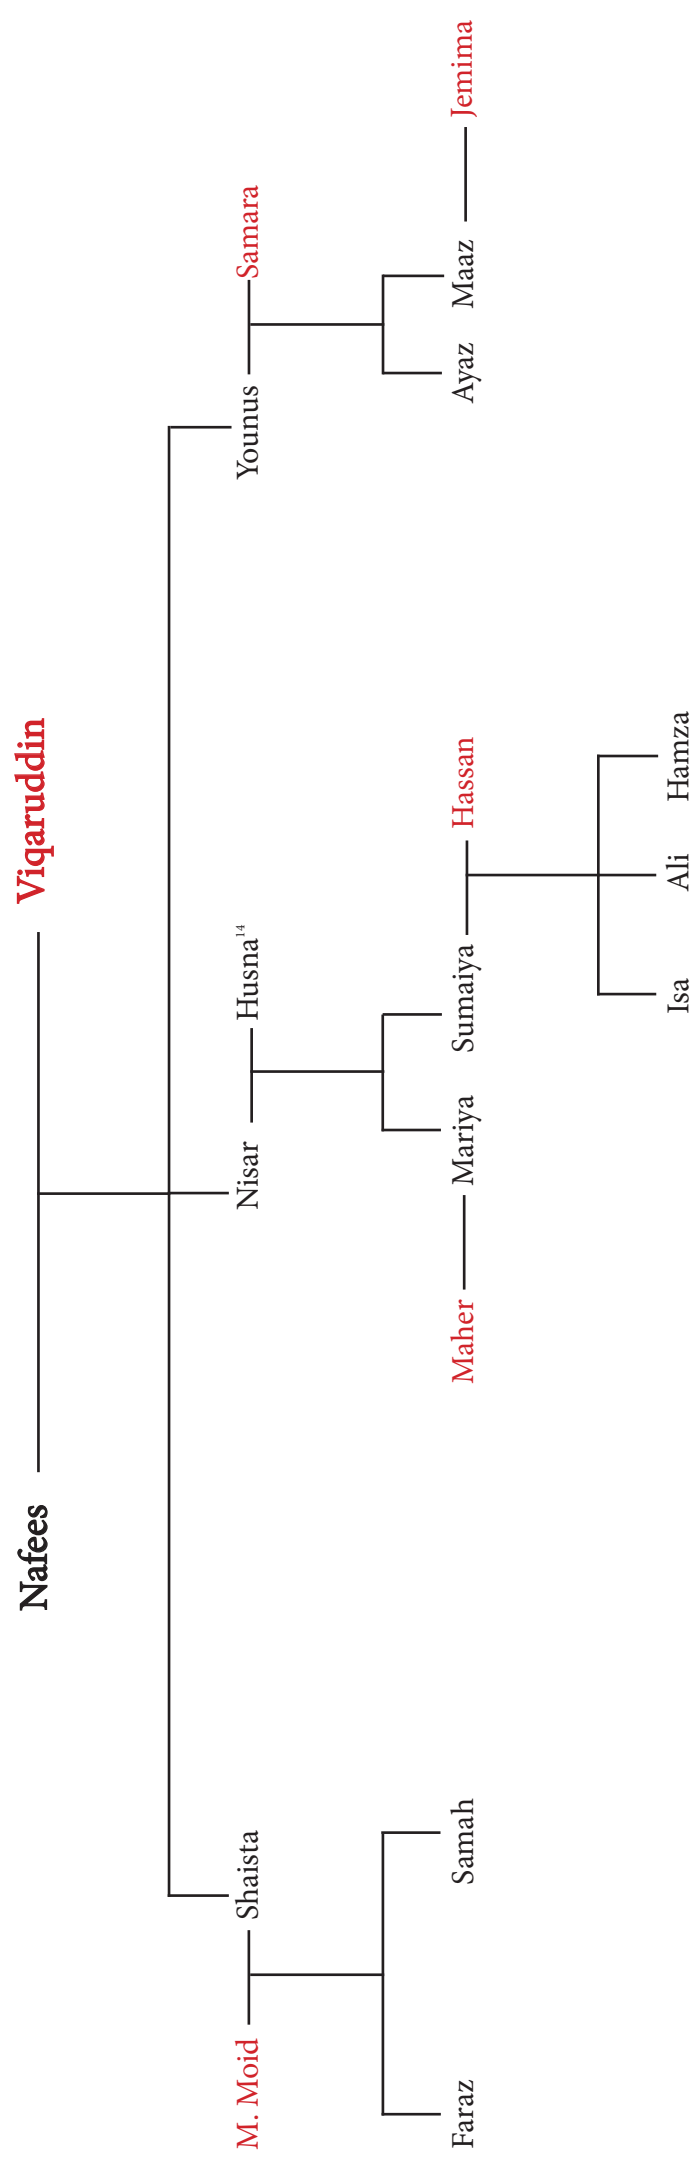 Nafees
Viqaruddin
M. Moid
Shaista
Nisar
Husna¹⁴
Younus
Samara
Faraz
Samah
Maher
Mariya
Sumaiya
Hassan
Ayaz
Maaz
Jemima
Isa
Ali
Hamza